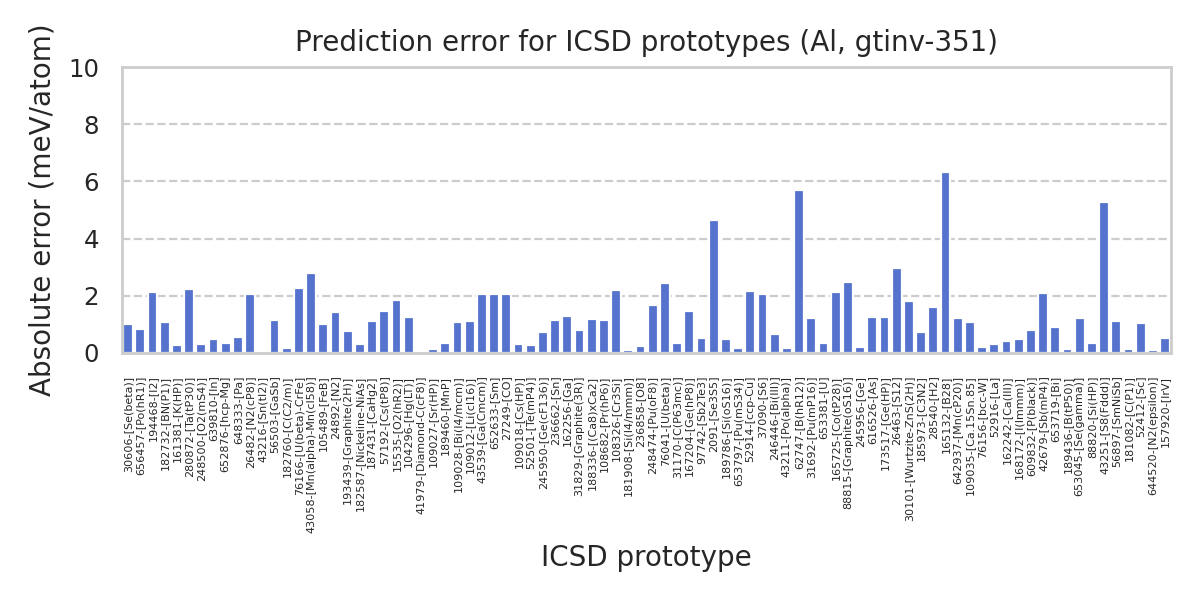 Prediction error for ICSD prototypes (Al, gtinv-351)
Absolute error (meV/atom)
10
8
6
4
2
0
306006-[Se(beta)]
656457-[Po(hR1)]
194468-[I2]
182732-[BN(P1)]
16381-[K(HP)]
280872-[Ta(tP30)]
248500-[O2(mS4)]
639810-[In]
652876-[hcp-Mg]
648333-[Pa]
26482-[N2(cP8)]
43216-[Sn(tI2)]
56503-[GaSb]
182760-[C(C2/m)]
76166-[U(beta)-CrFe]
43058-[Mn(alpha)-Mn(cI58)]
105489-[FeB]
24892-[N2]
193439-[Graphite(2H)]
182587-[Nickeline-NiAs]
187431-[CaHg2]
57192-[Cs(tP8)]
15535-[O2(hR2)]
104296-[Hg(LT)]
41979-[Diamond-C(cF8)]
109027-[Sr(HP)]
189460-[MnP]
109028-[Bi(I4/mcm)]
109012-[Li(cI16)]
43539-[Ga(Cmcm)]
652633-[Sm]
27249-[CO]
109018-[Cs(HP)]
52501-[Te(mP4)]
245950-[Ge(cF136)]
236662-[Sn]
162256-[Ga]
31829-[Graphite(3R)]
188336-[(Ca8)xCa2]
108682-[Pr(hP6)]
108326-[Cr3Si]
181908-[Si(I4/mmm)]
236858-[O8]
248474-[Pu(oF8)]
76041-[U(beta)]
31170-[C(P63mc)]
167204-[Ge(hP8)]
97742-[Sb2Te3]
2091-[Se3S5]
189786-[Si(oS16)]
653797-[Pu(mS34)]
52914-[ccp-Cu]
37090-[S6]
246446-[Bi(III)]
43211-[Po(alpha)]
62747-[B(hR12)]
31692-[Pu(mP16)]
653381-[U]
165725-[Co(tP28)]
88815-[Graphite(oS16)]
245956-[Ge]
616526-[As]
173517-[Ge(HP)]
26463-[S12]
30101-[Wurtzite-ZnS(2H)]
185973-[C3N2]
28540-[H2]
165132-[B28]
642937-[Mn(cP20)]
109035-[Ca.15Sn.85]
76156-[bcc-W]
52916-[La]
162242-[Ca(III)]
168172-[I(Immm)]
609832-[P(black)]
42679-[Sb(mP4)]
653719-[Bi]
189436-[B(tP50)]
653045-[Se(gamma)]
88820-[Si(HP)]
432517-[S8(Fddd)]
56897-[SmNiSb]
181082-[C(P1)]
52412-[Sc]
644520-[N2(epsilon)]
157920-[IrV]
ICSD prototype